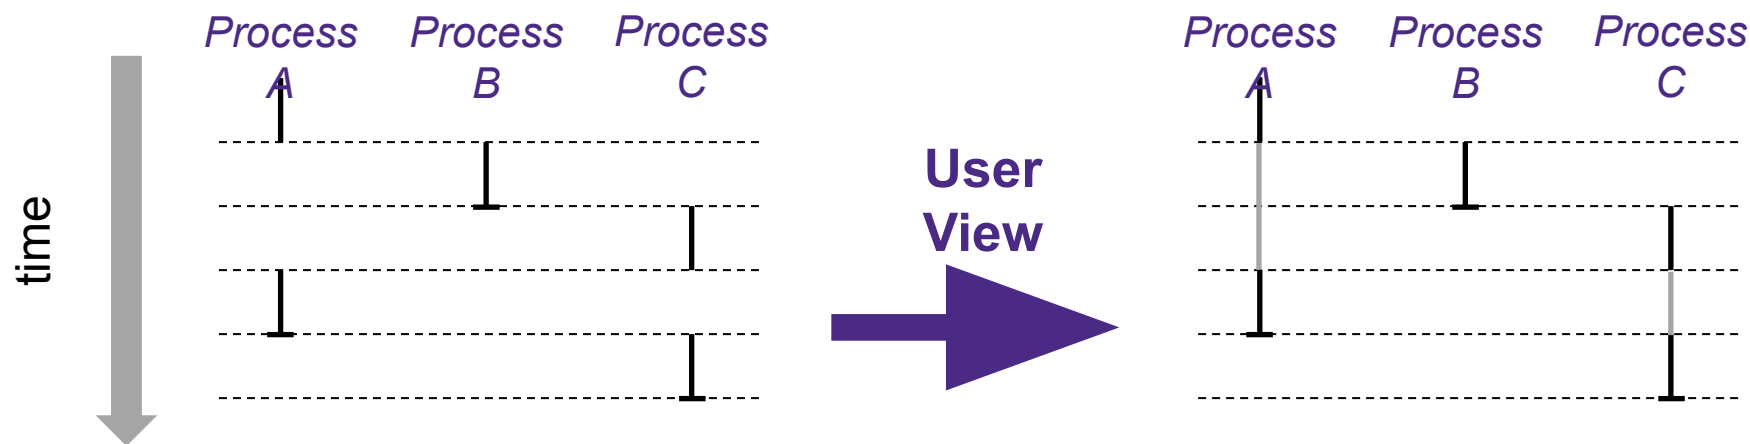 Process Process Process
A B C
time
User
View
Process Process Process
A B C